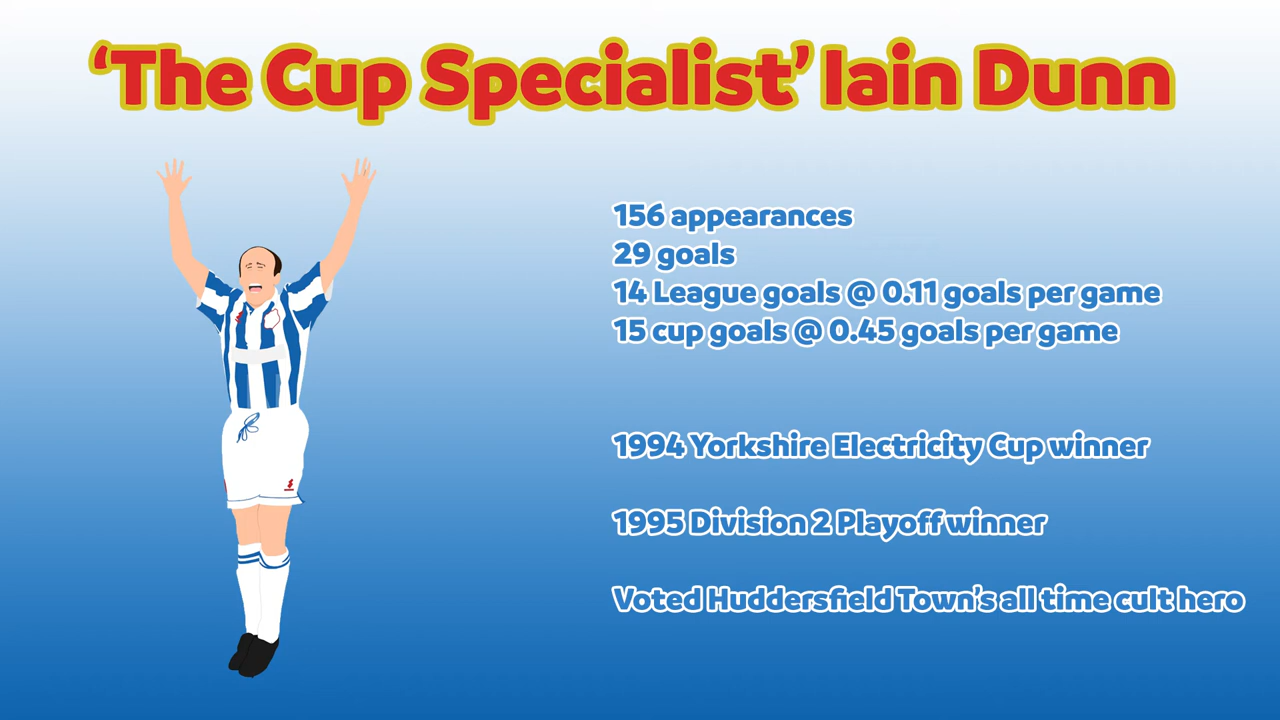 ‘The Cup Specialist’ Iain Dunn
156 appearances
29 goals
14 League goals @ 0.11 goals per game
15 cup goals @ 0.45 goals per game
1994 Yorkshire Electricity Cup winner
1995 Division 2 Playoff winner
Voted Huddersfield Town's all time cult hero